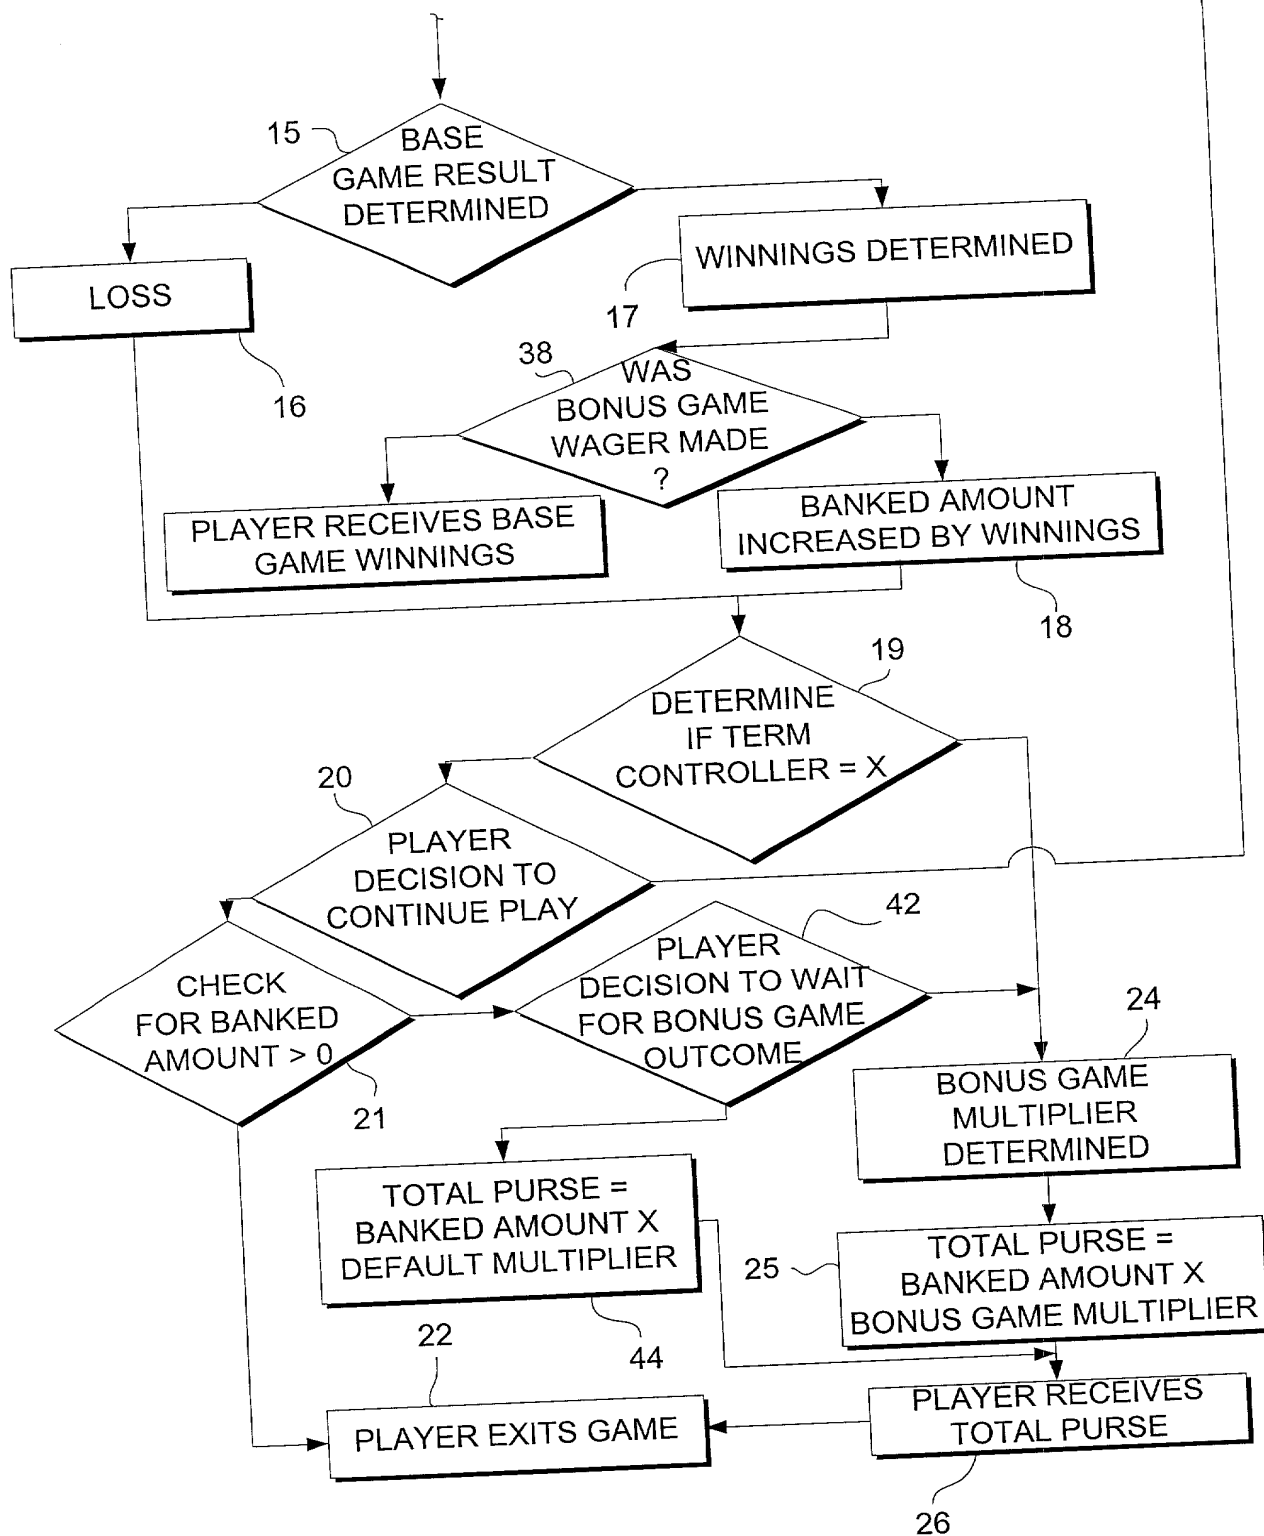 15
BASE
GAME RESULT
DETERMINED
LOSS
16
WINNINGS DETERMINED
17
38
WAS
BONUS GAME
WAGER MADE
?
PLAYER RECEIVES BASE
GAME WINNINGS
BANKED AMOUNT
INCREASED BY WINNINGS
18
19
DETERMINE
IF TERM
CONTROLLER = X
20
PLAYER
DECISION TO
CONTINUE PLAY
42
PLAYER
DECISION TO WAIT
FOR BONUS GAME
OUTCOME
CHECK
FOR BANKED
AMOUNT > 0
21
24
BONUS GAME
MULTIPLIER
DETERMINED
TOTAL PURSE =
BANKED AMOUNT X
DEFAULT MULTIPLIER
44
25
TOTAL PURSE =
BANKED AMOUNT X
BONUS GAME MULTIPLIER
22
PLAYER EXITS GAME
PLAYER RECEIVES
TOTAL PURSE
26